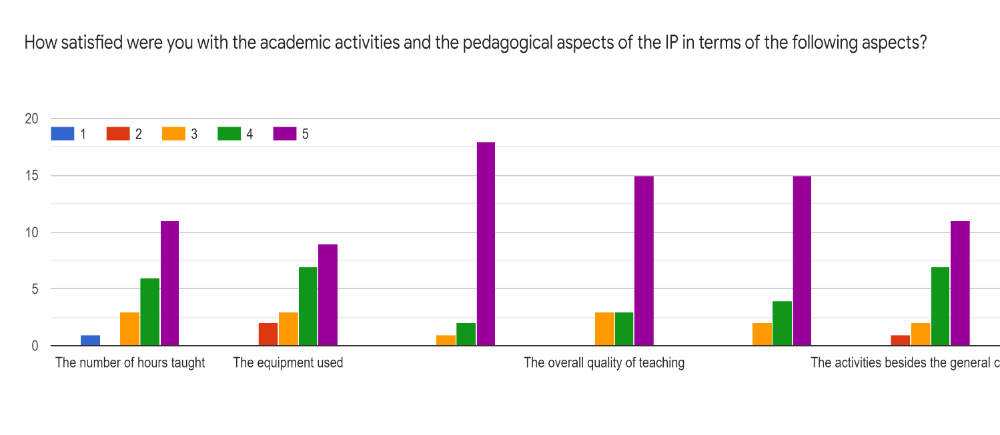 How satisfied were you with the academic activities and the pedagogical aspects of the IP in terms of the following aspects?
20
1 2 3 4 5
15
10
5
0
The number of hours taught The equipment used The overall quality of teaching The activities besides the general c